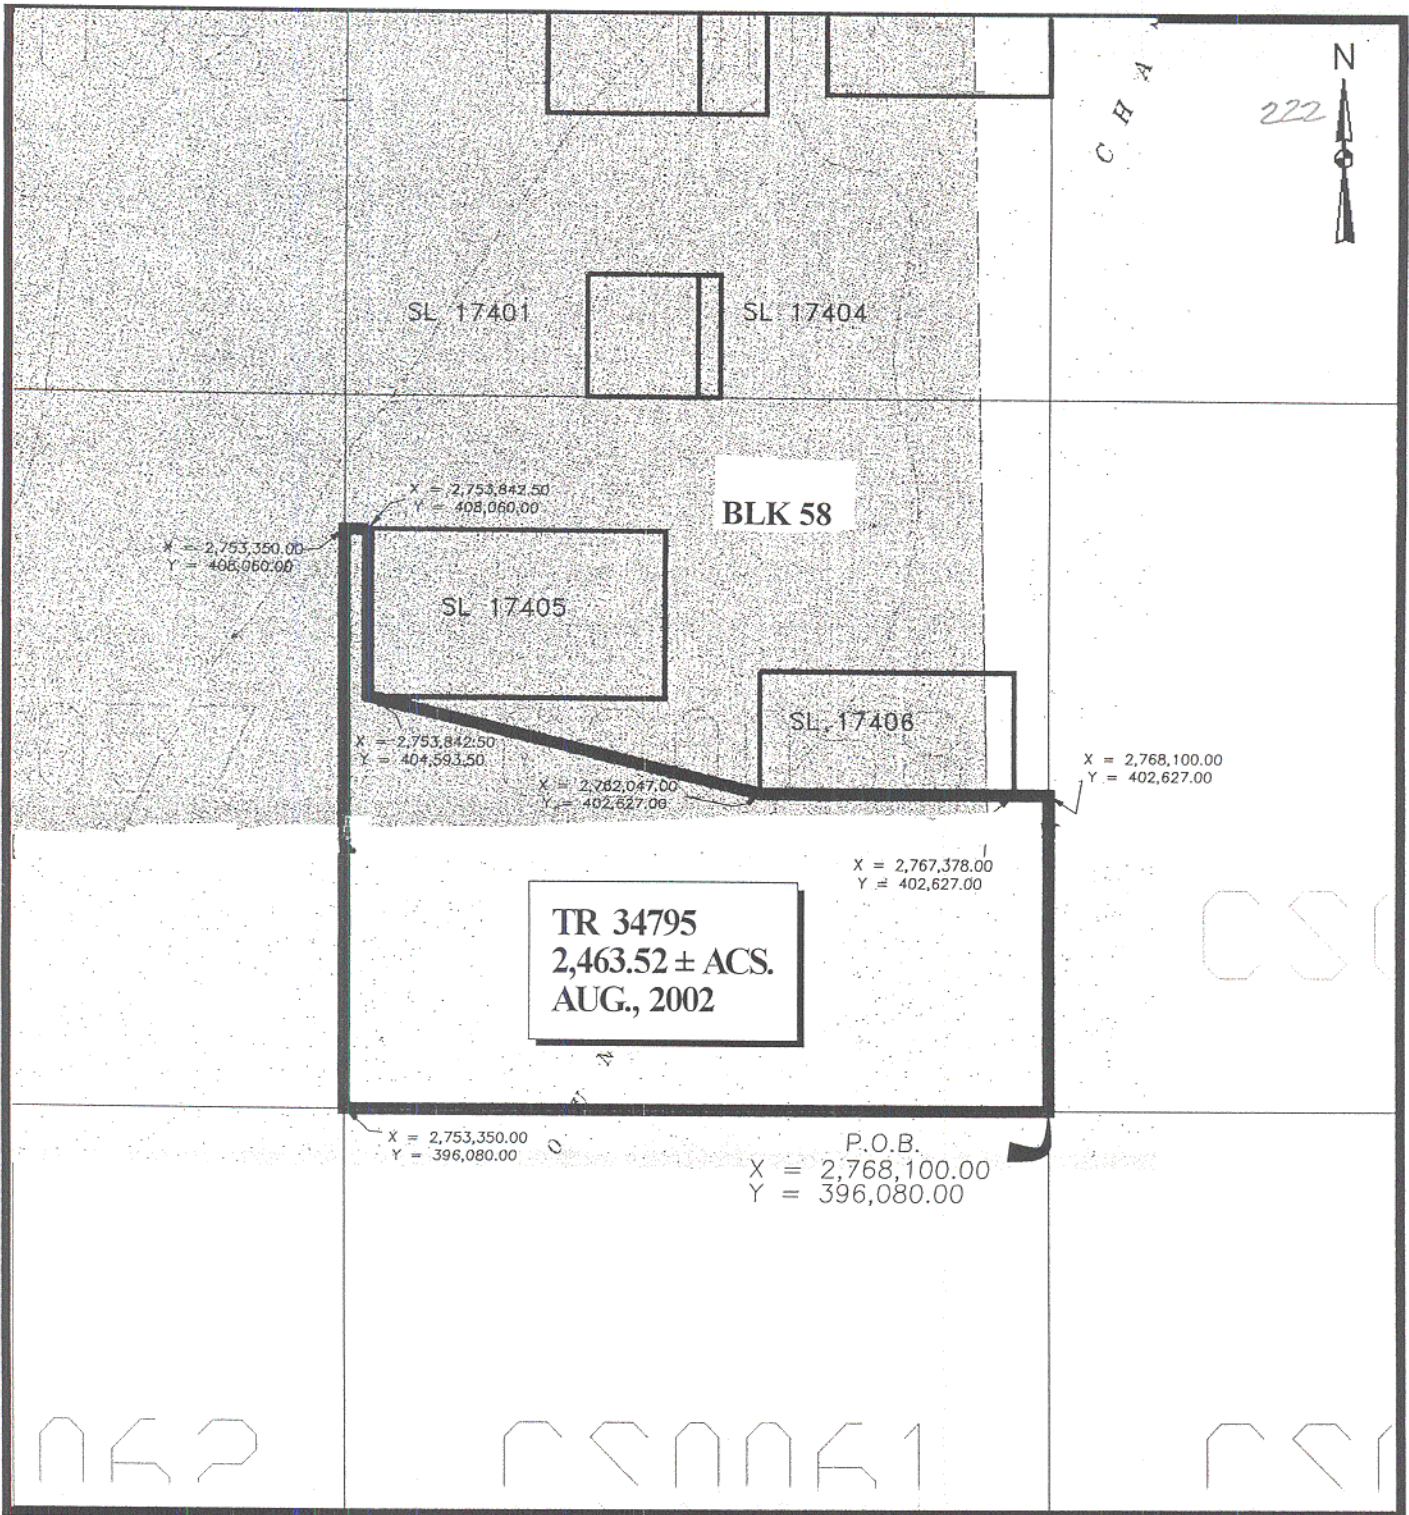 N
222
C H A
SL 17401
SL 17404
X = 2,753,842.50
Y = 408,060.00
BLK 58
X = 2,753,350.00
Y = 408,060.00
SL 17405
SL 17406
X = 2,753,842.50
Y = 404,593.50
X = 2,762,047.00
Y = 402,627.00
X = 2,768,100.00
Y = 402,627.00
X = 2,767,378.00
Y = 402,627.00
TR 34795
2,463.52 ± ACS.
AUG., 2002
X = 2,753,350.00
Y = 396,080.00
P.O.B.
X = 2,768,100.00
Y = 396,080.00
062
CS0061
CS0